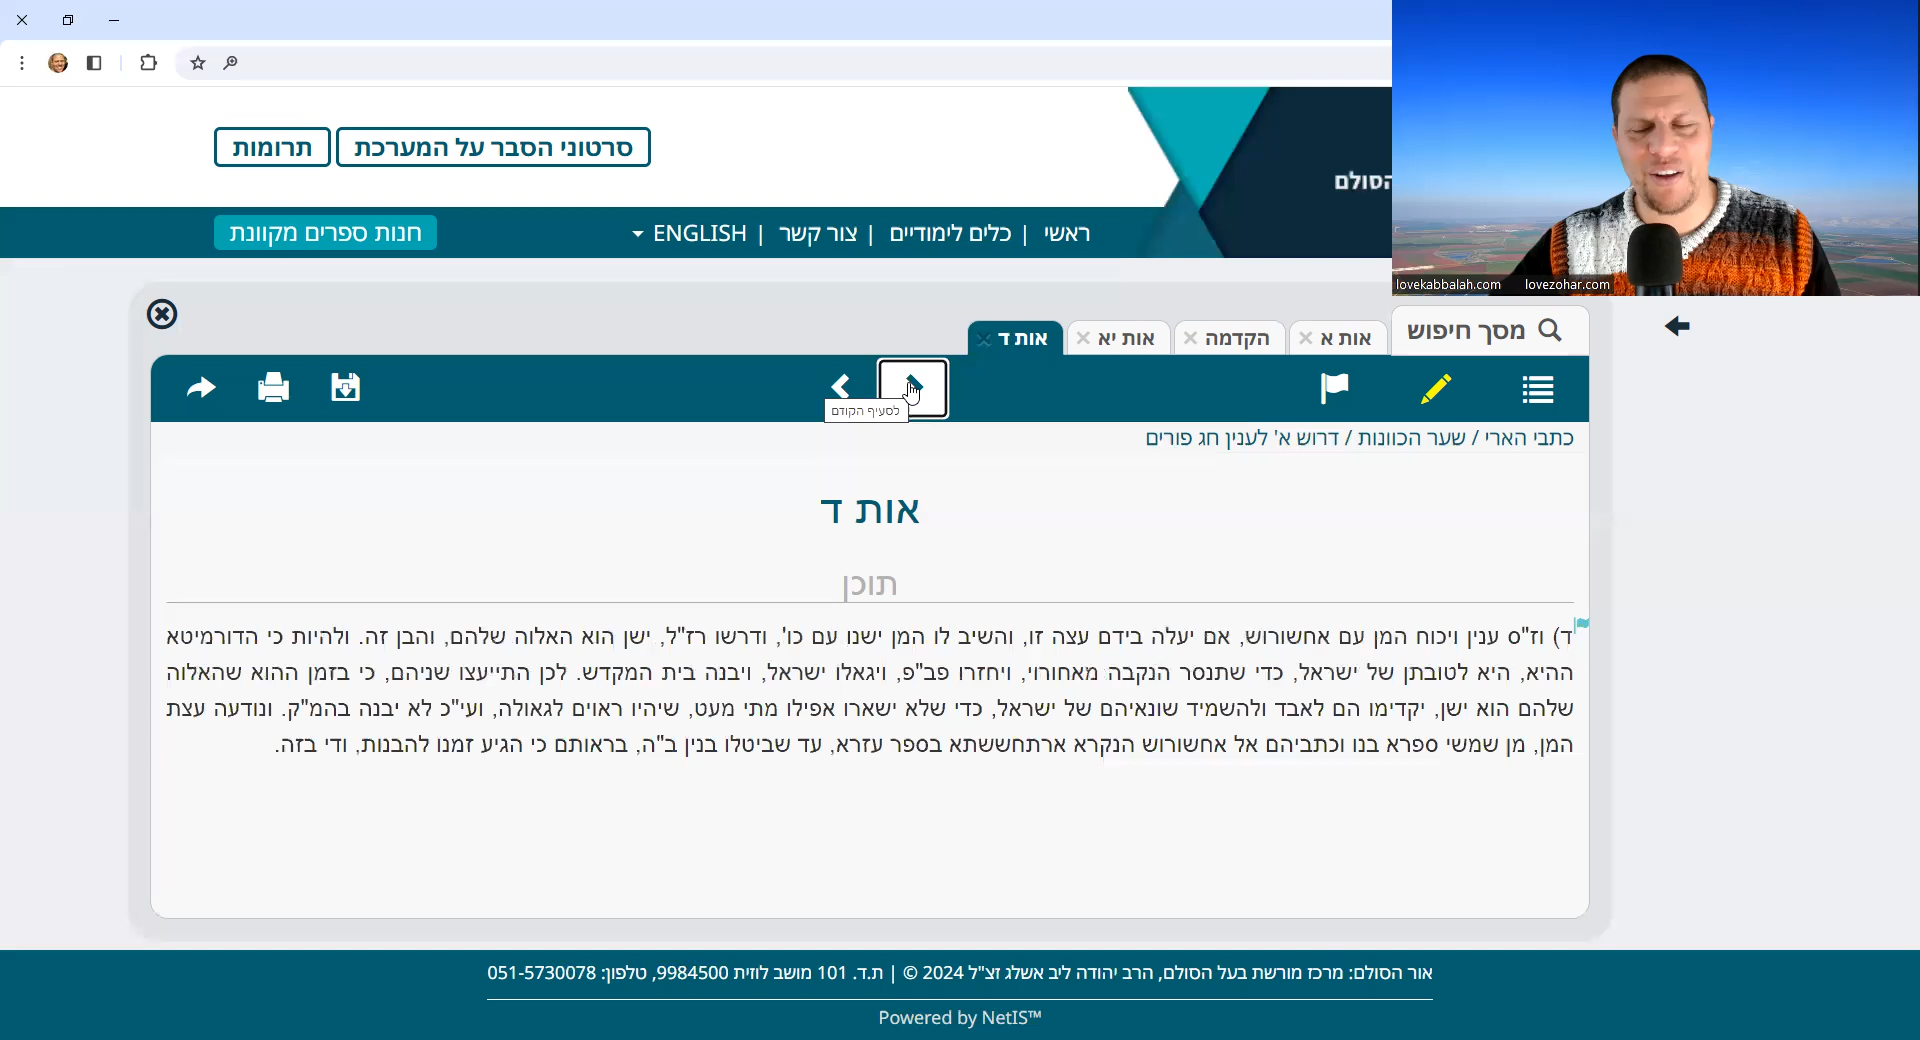 סרטוני הסבר על המערכת
תרומות
הסולם
ראשי | כלים לימודיים | צור קשר | ENGLISH
חנות ספרים מקוונת
lovekabbalah.com lovezohar.com
מסך חיפוש
אות א
הקדמה
אות יא
אות ד
לסעיף הקודם
כתבי הארי / שער הכוונות / דרוש א' לענין חג פורים
אות ד
תוכן
ד) וז"ס ענין ויכוח המן עם אחשורוש, אם יעלה בידם עצה זו, והשיב לו המן ישנו עם כו', ודרשו רז"ל, ישן הוא האלוה שלהם, והבן זה. ולהיות כי הדורמיטא
ההיא, היא לטובתן של ישראל, כדי שתנסר הנקבה מאחורוי, ויחזרו פב"פ, ויגאלו ישראל, ויבנה בית המקדש. לכן התייעצו שניהם, כי בזמן ההוא שהאלוה
שלהם הוא ישן, יקדימו הם לאבד ולהשמיד שונאיהם של ישראל, כדי שלא ישארו אפילו מתי מעט, שיהיו ראוים לגאולה, ועי"כ לא יבנה בהמ"ק. ונודעה עצת
המן, מן שמשי ספרא בנו וכתביהם אל אחשורוש הנקרא ארתחששתא בספר עזרא, עד שביטלו בנין ב"ה, בראותם כי הגיע זמנו להבנות, ודי בזה.
אור הסולם: מרכז מורשת בעל הסולם, הרב יהודה ליב אשלג זצ"ל 2024 © | ת.ד. 101 מושב לוזית 9984500, טלפון: 051-5730078
Powered by NetIS™